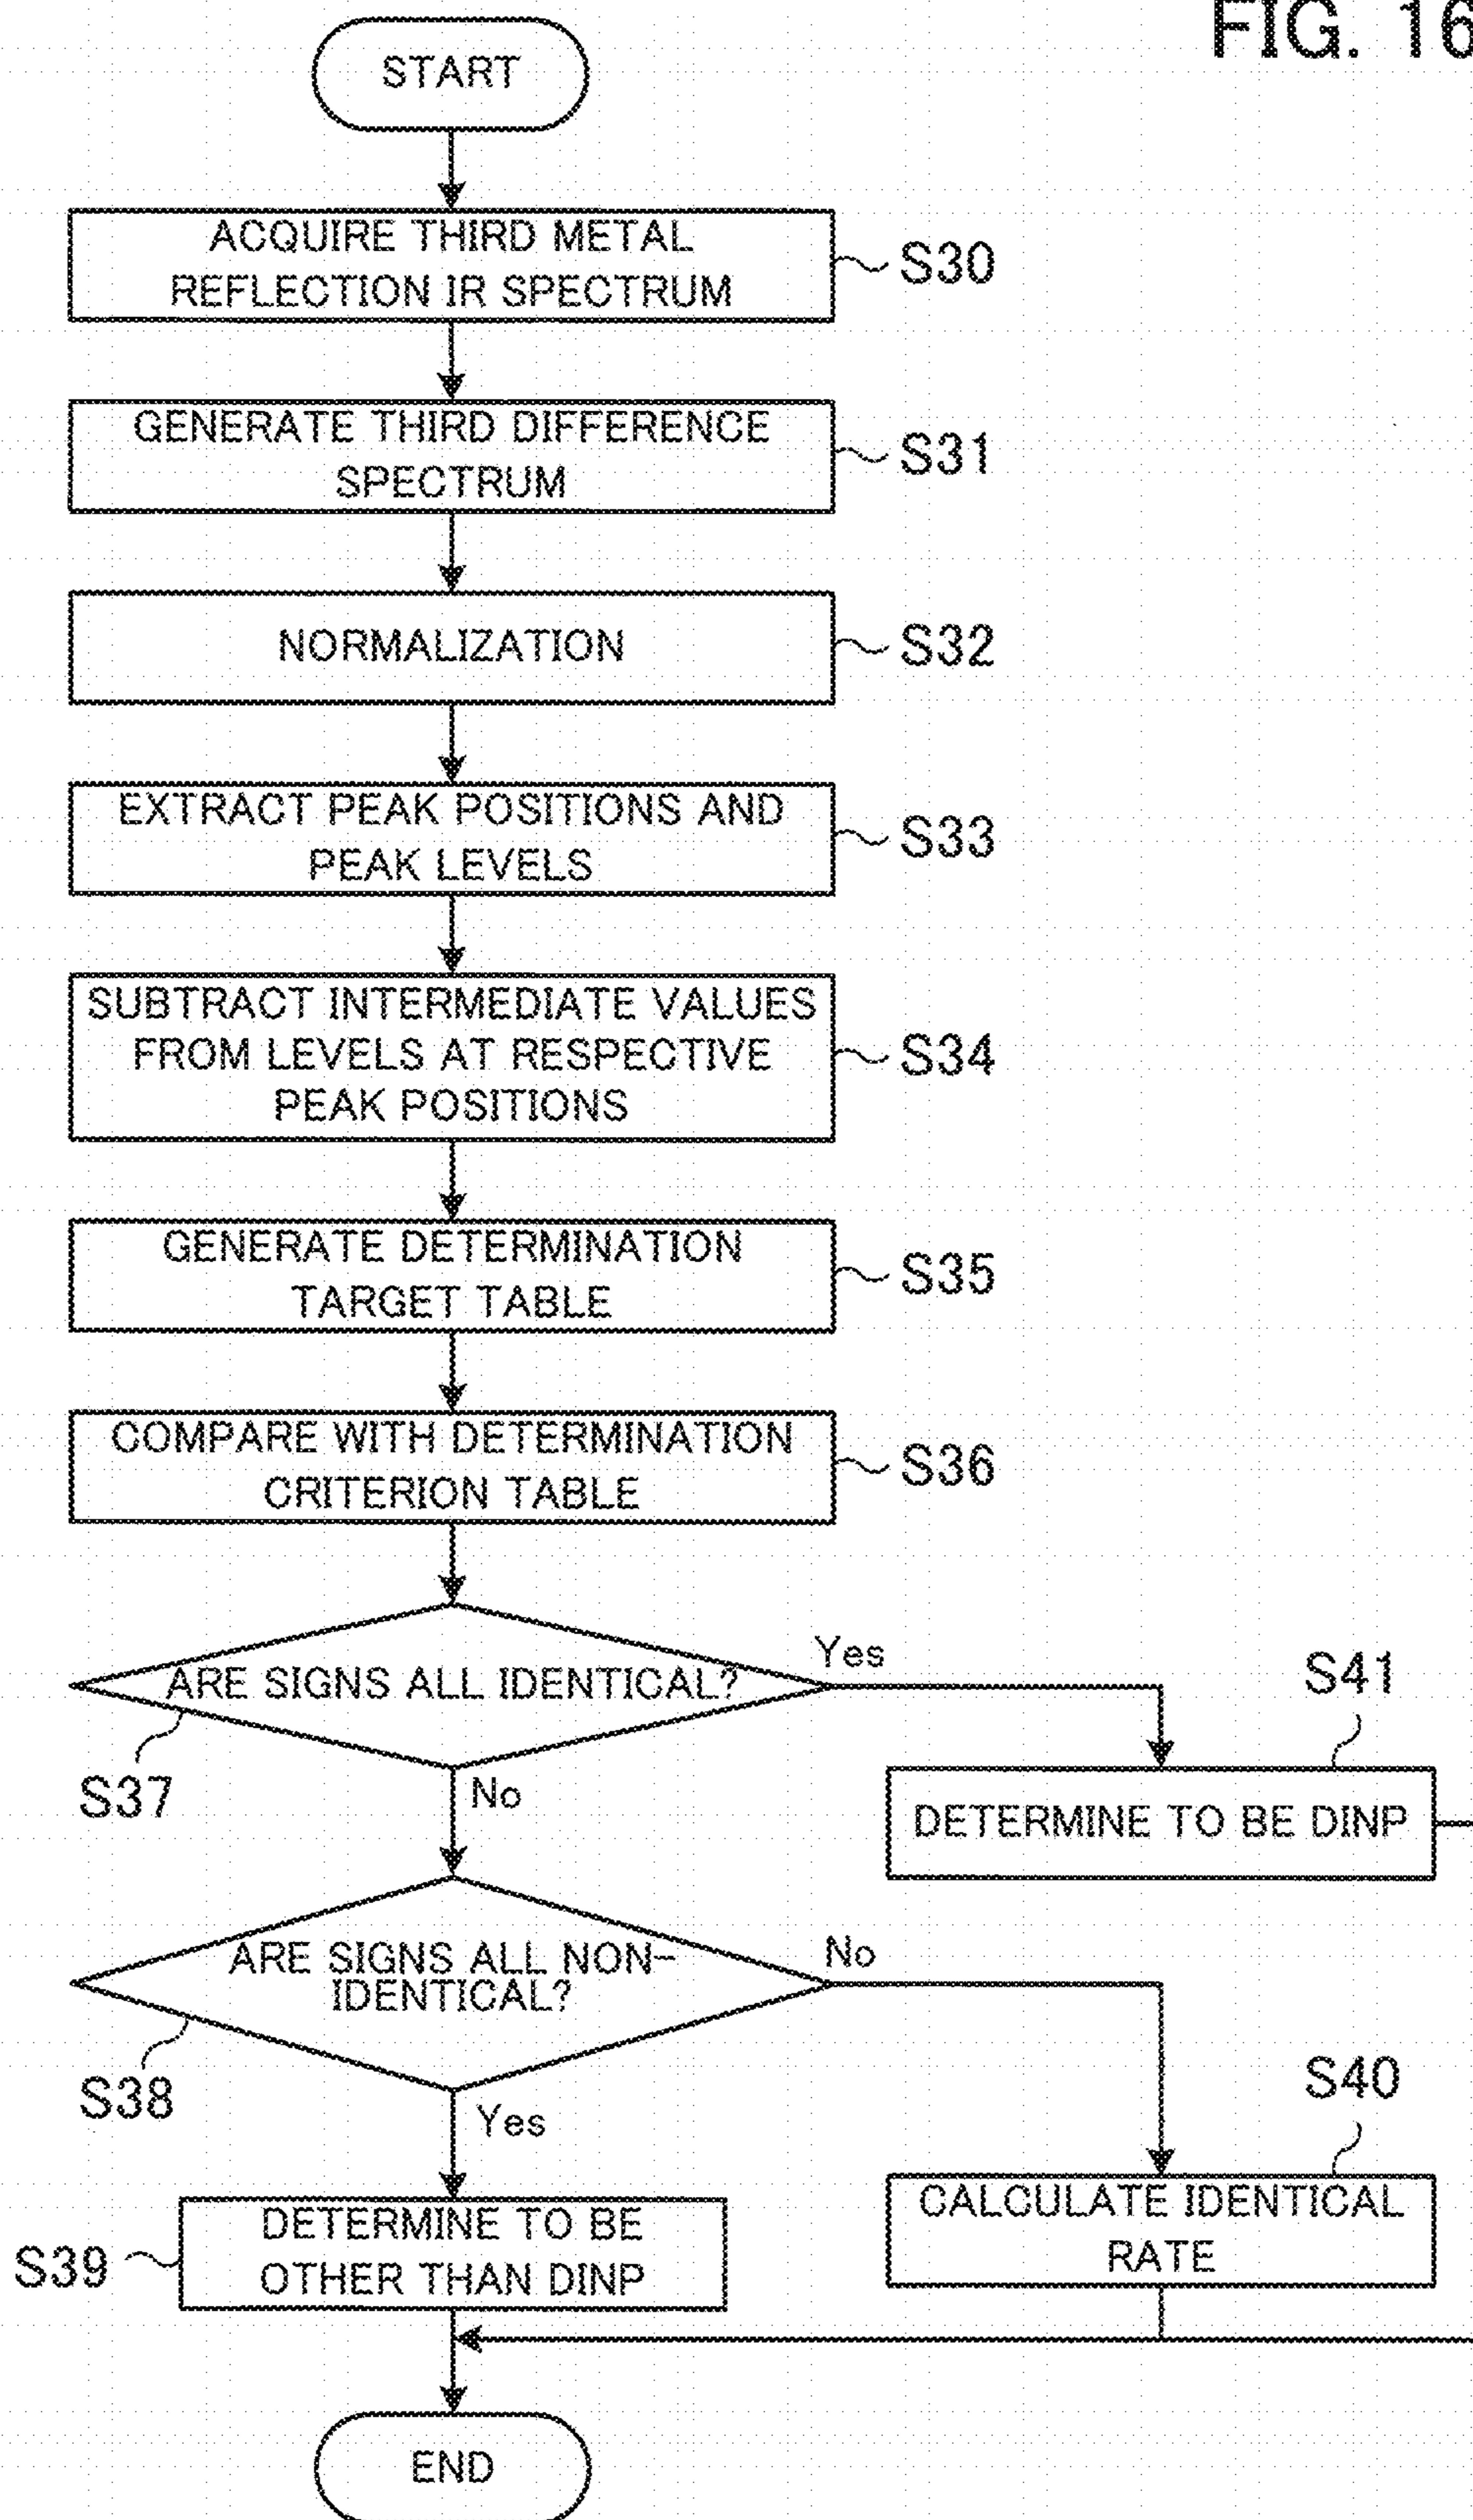 FIG. 16
START
ACQUIRE THIRD METAL
REFLECTION IR SPECTRUM
S30
GENERATE THIRD DIFFERENCE
SPECTRUM
S31
NORMALIZATION
S32
EXTRACT PEAK POSITIONS AND
PEAK LEVELS
S33
SUBTRACT INTERMEDIATE VALUES
FROM LEVELS AT RESPECTIVE
PEAK POSITIONS
S34
GENERATE DETERMINATION
TARGET TABLE
S35
COMPARE WITH DETERMINATION
CRITERION TABLE
S36
ARE SIGNS ALL IDENTICAL?
Yes
S37
No
S41
DETERMINE TO BE DINP
ARE SIGNS ALL NON-
IDENTICAL?
No
S38
Yes
S40
CALCULATE IDENTICAL
RATE
S39
DETERMINE TO BE
OTHER THAN DINP
END